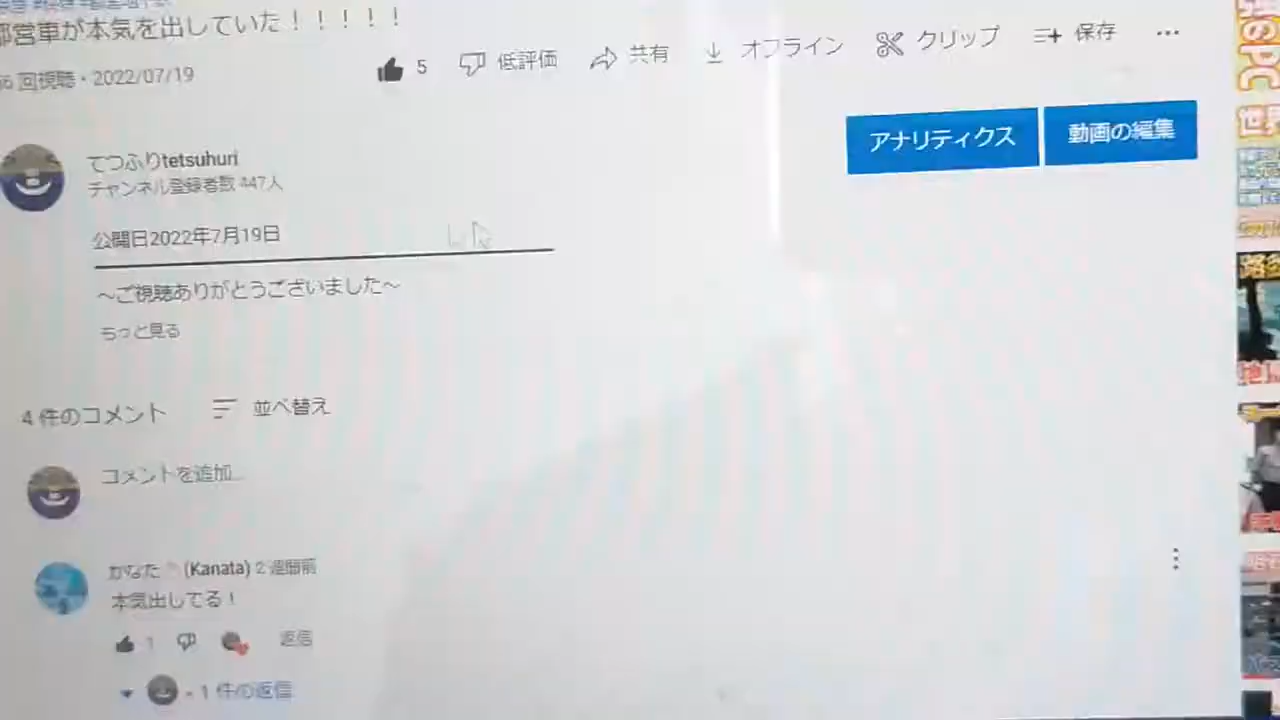 都営車が本気を出していた！！！！！
回視聴・2022/07/19
5 低評価 共有 オフライン クリップ 保存
アナリティクス 動画の編集
てつふりtetsuhuri
チャンネル登録者数 447人
公開日2022年7月19日
～ご視聴ありがとうございました～
もっと見る
4 件のコメント 並べ替え
コメントを追加...
かなた (Kanata) 2 週間前
本気出してる！
1 返信
1 件の返信